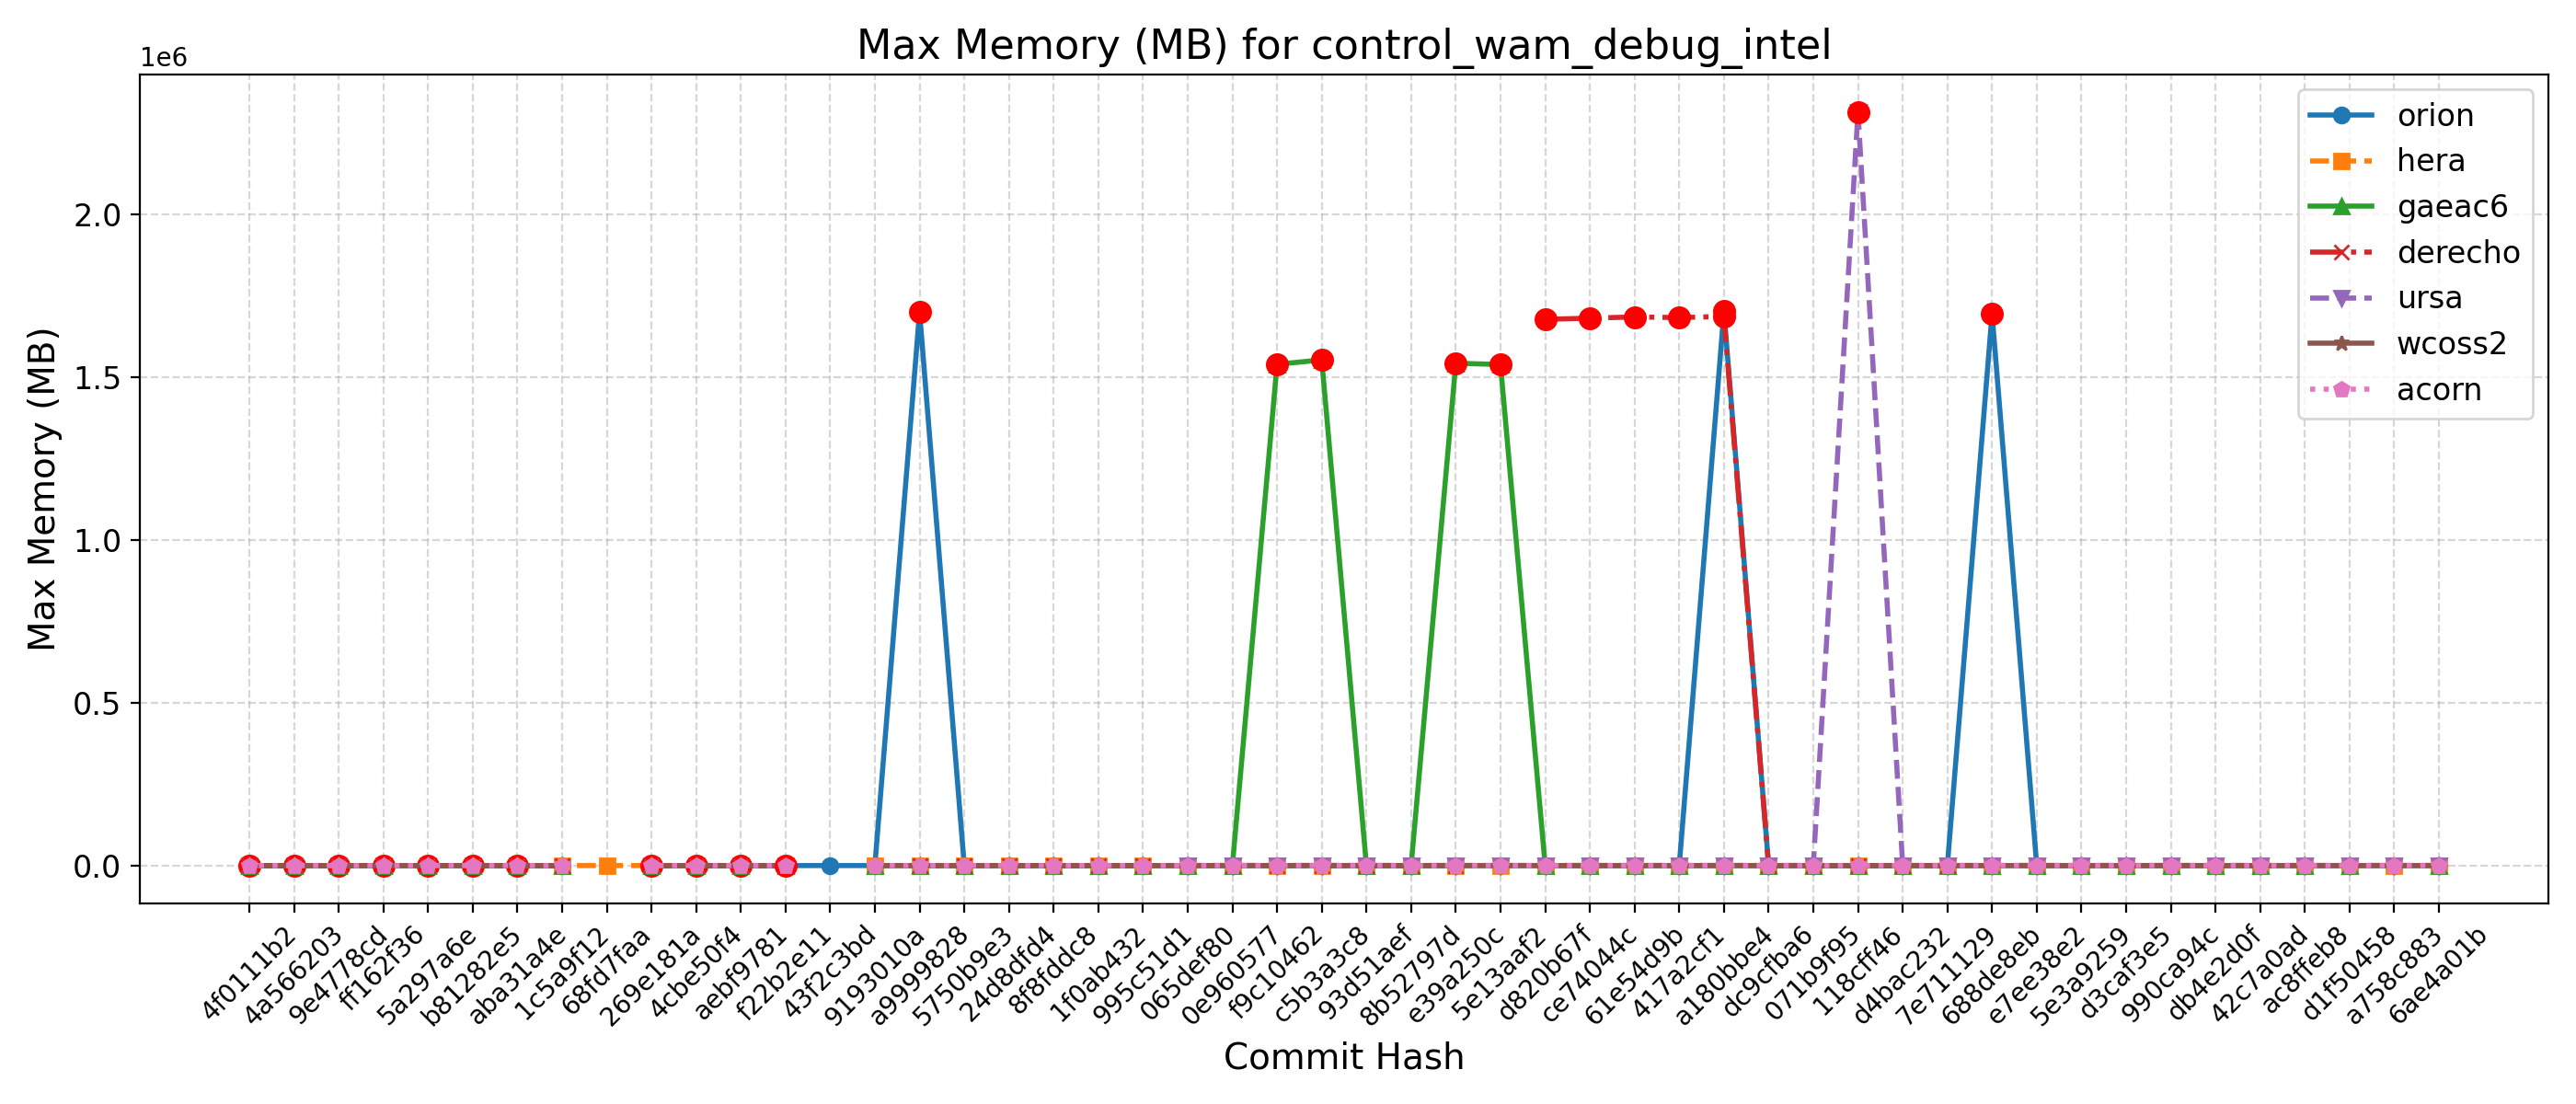 Max Memory (MB) for control_wam_debug_intel
1e6
2.0
1.5
1.0
0.5
0.0
Max Memory (MB)
orion
hera
gaeac6
derecho
ursa
wcoss2
acorn
4f0111b2
4a566203
9e4778cd
ff162f36
5a297a6e
b81282e5
aba31a4e
1c5a9f12
68fd7faa
269e181a
4cbe50f4
aebf9781
f22b2e11
43f2c3bd
9193010a
a9999828
5750b9e3
24d8dfd4
8f8fddc8
1f0ab432
995c51d1
065def80
0e960577
f9c10462
c5b3a3c8
93d51aef
8b52797d
e39a250c
5e13aaf2
d820b67f
ce74044c
61e54d9b
417a2cf1
a180bbe4
dc9cfba6
071b9f95
118cff46
d4bac232
7e711129
688de8eb
e7ee38e2
5e3a9259
d3caf3e5
990ca94c
db4e2d0f
42c7a0ad
ac8ffeb8
d1f50458
a758c883
6ae4a01b
Commit Hash